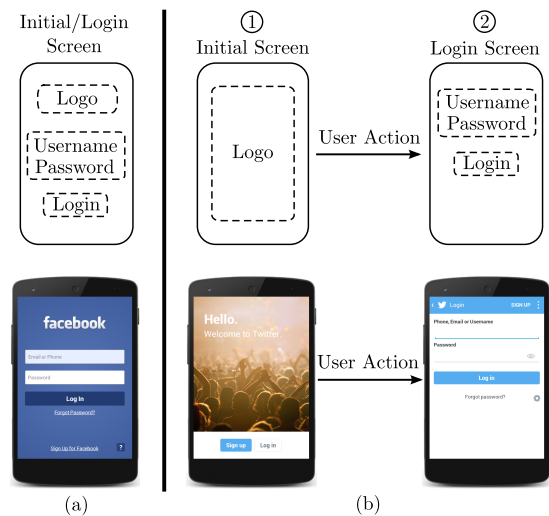 Initial/Login
Screen
Logo
Username
Password
Login
1
Initial Screen
Logo
User Action
2
Login Screen
Username
Password
Login
facebook
Email or Phone
Password
Log In
Forgot Password?
Sign Up for Facebook
?
(a)
Hello.
Welcome to Twitter.
Sign up
Log in
User Action
Login
SIGN UP
Phone, Email or Username
Password
Log in
Forgot password?
(b)